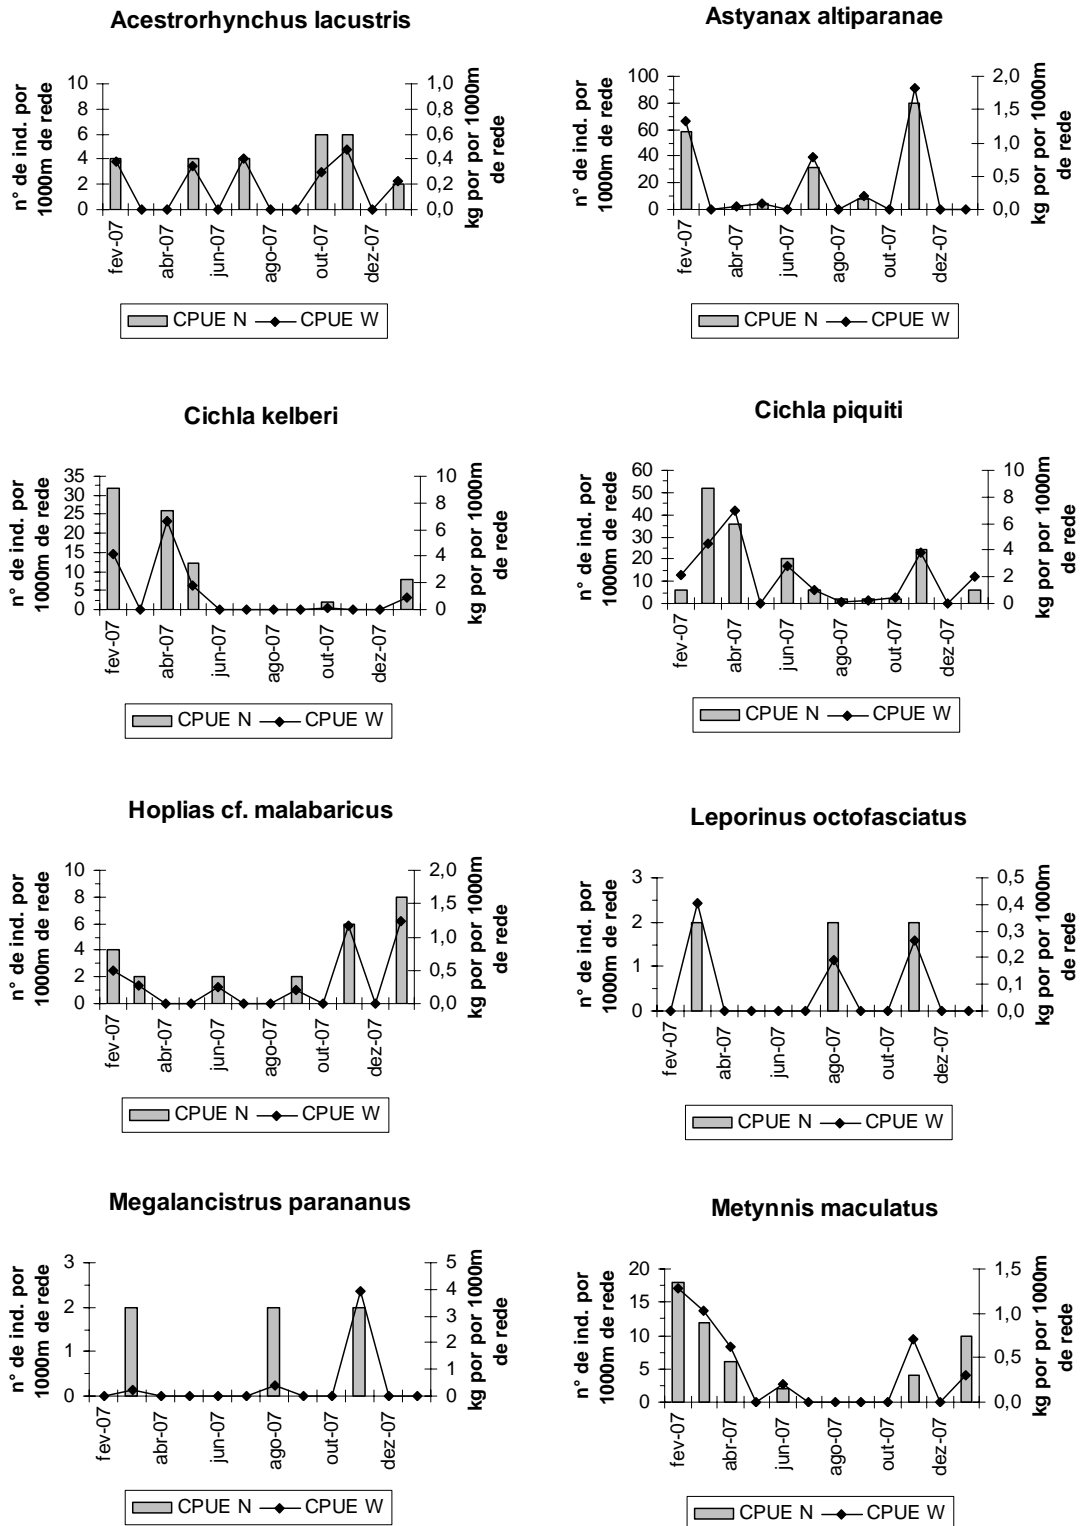 Acestrorhynchus lacustris
n° de ind. por
1000m de rede
10
8
6
4
2
0
1,0
0,8
0,6
0,4
0,2
0,0
kg por por 1000m
de rede
fev-07
abr-07
jun-07
ago-07
out-07
dez-07
CPUE N
CPUE W
Astyanax altiparanae
n° de ind. por
1000m de rede
100
80
60
40
20
0
2,0
1,5
1,0
0,5
0,0
kg por por 1000m
de rede
fev-07
abr-07
jun-07
ago-07
out-07
dez-07
CPUE N
CPUE W
Cichla kelberi
n° de ind. por
1000m de rede
35
30
25
20
15
10
5
0
10
8
6
4
2
0
kg por por 1000m
de rede
fev-07
abr-07
jun-07
ago-07
out-07
dez-07
CPUE N
CPUE W
Cichla piquiti
n° de ind. por
1000m de rede
60
50
40
30
20
10
0
10
8
6
4
2
0
kg por por 1000m
de rede
fev-07
abr-07
jun-07
ago-07
out-07
dez-07
CPUE N
CPUE W
Hoplias cf. malabaricus
n° de ind. por
1000m de rede
10
8
6
4
2
0
2,0
1,5
1,0
0,5
0,0
kg por por 1000m
de rede
fev-07
abr-07
jun-07
ago-07
out-07
dez-07
CPUE N
CPUE W
Leporinus octofasciatus
n° de ind. por
1000m de rede
3
2
1
0
0,5
0,4
0,3
0,2
0,1
0,0
kg por por 1000m
de rede
fev-07
abr-07
jun-07
ago-07
out-07
dez-07
CPUE N
CPUE W
Megalancistrus parananus
n° de ind. por
1000m de rede
3
2
1
0
5
4
3
2
1
0
kg por por 1000m
de rede
fev-07
abr-07
jun-07
ago-07
out-07
dez-07
CPUE N
CPUE W
Metynnis maculatus
n° de ind. por
1000m de rede
20
15
10
5
0
1,5
1,0
0,5
0,0
kg por por 1000m
de rede
fev-07
abr-07
jun-07
ago-07
out-07
dez-07
CPUE N
CPUE W